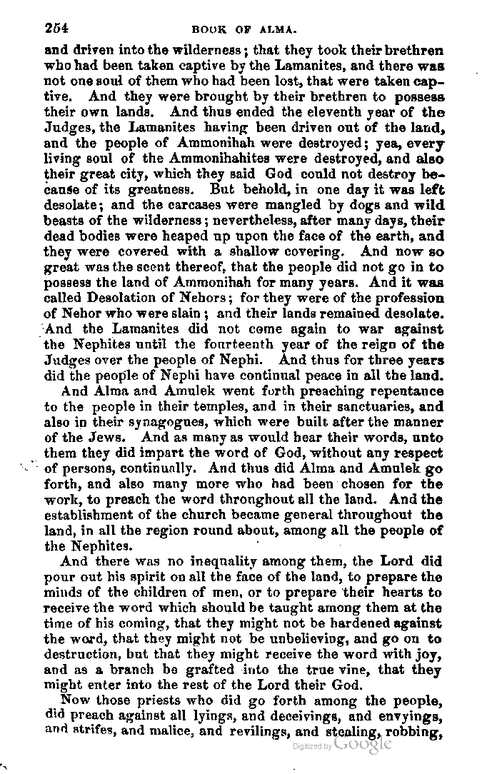 254 BOOK OF ALMA.
and driven into the wilderness; that they took their brethren
who had been taken captive by the Lamanites, and there was
not one soul of them who had been lost, that were taken cap-
tive. And they were brought by their brethren to possess
their own lands. And thus ended the eleventh year of the
Judges, the Lamanites having been driven out of the land,
and the people of Ammonihah were destroyed; yea, every
living soul of the Ammonihahites were destroyed, and also
their great city, which they said God could not destroy be-
cause of its greatness. But behold, in one day it was left
desolate; and the carcases were mangled by dogs and wild
beasts of the wilderness; nevertheless, after many days, their
dead bodies were heaped up upon the face of the earth, and
they were covered with a shallow covering. And now so
great was the scent thereof, that the people did not go in to
possess the land of Ammonihah for many years. And it was
called Desolation of Nehors; for they were of the profession
of Nehor who were slain; and their lands remained desolate.
And the Lamanites did not come again to war against
the Nephites until the fourteenth year of the reign of the
Judges over the people of Nephi. And thus for three years
did the people of Nephi have continual peace in all the land.
And Alma and Amulek went forth preaching repentance
to the people in their temples, and in their sanctuaries, and
also in their synagogues, which were built after the manner
of the Jews. And as many as would hear their words, unto
them they did impart the word of God, without any respect
of persons, continually. And thus did Alma and Amulek go
forth, and also many more who had been chosen for the
work, to preach the word throughout all the land. And the
establishment of the church became general throughout the
land, in all the region round about, among all the people of
the Nephites.
And there was no inequality among them, the Lord did
pour out his spirit on all the face of the land, to prepare the
minds of the children of men, or to prepare their hearts to
receive the word which should be taught among them at the
time of his coming, that they might not be hardened against
the word, that they might not be unbelieving, and go on to
destruction, but that they might receive the word with joy,
and as a branch be grafted into the true vine, that they
might enter into the rest of the Lord their God.
Now those priests who did go forth among the people,
did preach against all lyings, and deceivings, and envyings,
and strifes, and malice, and revilings, and stealing, robbing,
Digitized by Google